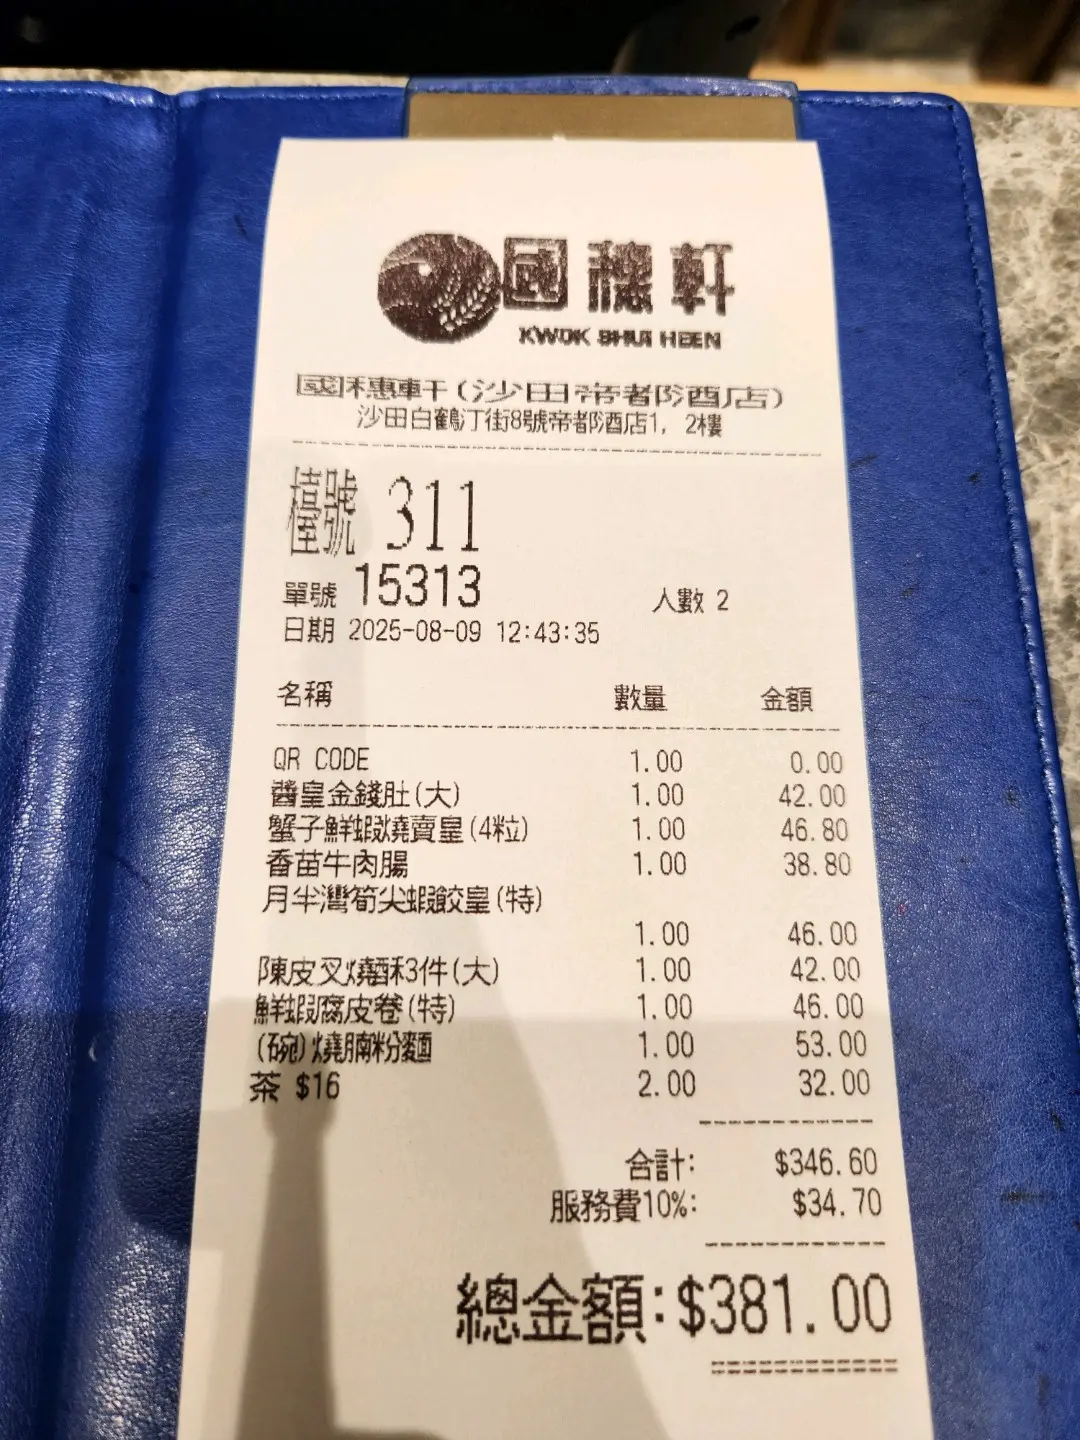 國穗軒
KWOK SHUI HEEN
國穗軒(沙田帝都酒店)
沙田白鶴汀街8號帝都酒店1, 2樓
檯號 311
單號 15313 人數 2
日期 2025-08-09 12:43:35
名稱 數量 金額
QR CODE 1.00 0.00
醬皇金錢肚(大) 1.00 42.00
蟹子鮮蝦燒賣皇(4粒) 1.00 46.80
香茜牛肉腸 1.00 38.80
月半灣筍尖蝦餃皇(特)
1.00 46.00
陳皮叉燒酥3件(大) 1.00 42.00
鮮蝦腐皮卷(特) 1.00 46.00
(碗)燒腩粉麵 1.00 53.00
茶 $16 2.00 32.00
合計: $346.60
服務費10%: $34.70
總金額:$381.00